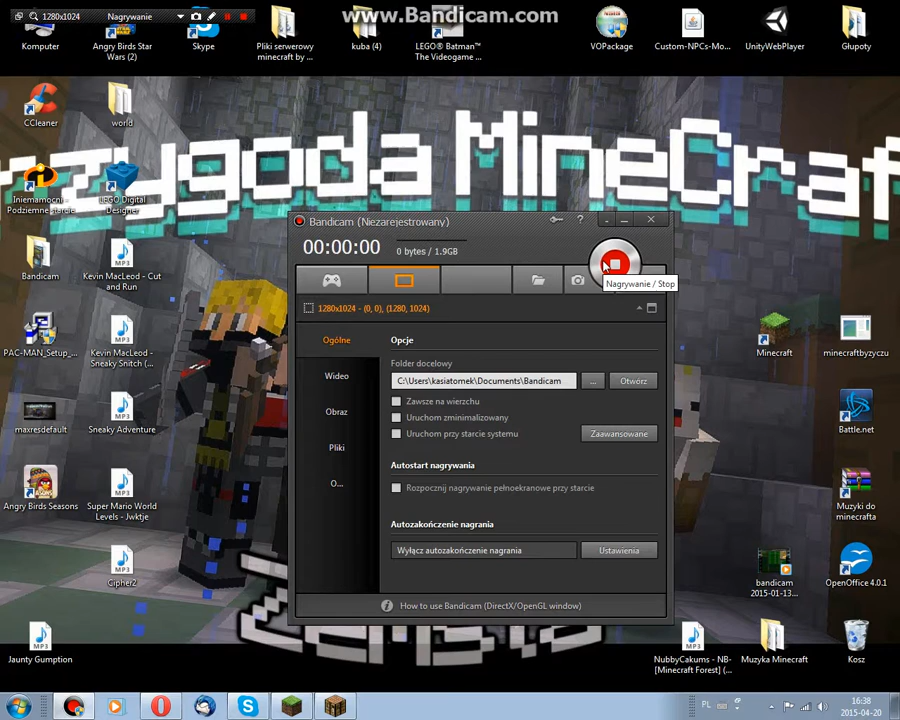 1280x1024
Nagrywanie
www.Bandicam.com
Komputer
Angry Birds Star
Wars (2)
Skype
Pliki serwerowy
minecraft by ...
kuba (4)
LEGO® Batman™
The Videogame ...
VOPackage
Custom-NPCs-Mo...
UnityWebPlayer
Głupoty
CCleaner
world
rzygoda MineCraf
Iniemamocni -
Podziemne starcie
LEGO Digital
Designer
Bandicam
Kevin MacLeod - Cut
and Run
PAC-MAN_Setup_...
Kevin MacLeod -
Sneaky Snitch (...
maxresdefault
Sneaky Adventure
Angry Birds Seasons
Super Mario World
Levels - Jwktje
Cipher2
Jaunty Gumption
Bandicam (Niezarejestrowany)
00:00:00
0 bytes / 1.9GB
Nagrywanie / Stop
1280x1024 - (0, 0), (1280, 1024)
Ogólne
Wideo
Obraz
Pliki
O...
Opcje
Folder docelowy
C:\Users\kasiatomek\Documents\Bandicam
...
Otwórz
Zawsze na wierzchu
Uruchom zminimalizowany
Uruchom przy starcie systemu
Zaawansowane
Autostart nagrywania
Rozpocznij nagrywanie pełnoekranowe przy starcie
Autozakończenie nagrania
Wyłącz autozakończenie nagrania
Ustawienia
How to use Bandicam (DirectX/OpenGL window)
Minecraft
minecraftbyzyczu
Battle.net
Muzyki do
minecrafta
bandicam
2015-01-13...
OpenOffice 4.0.1
NubbyCakums - NB-
[Minecraft Forest] (...
Muzyka Minecraft
Kosz
PL
16:38
2015-04-20